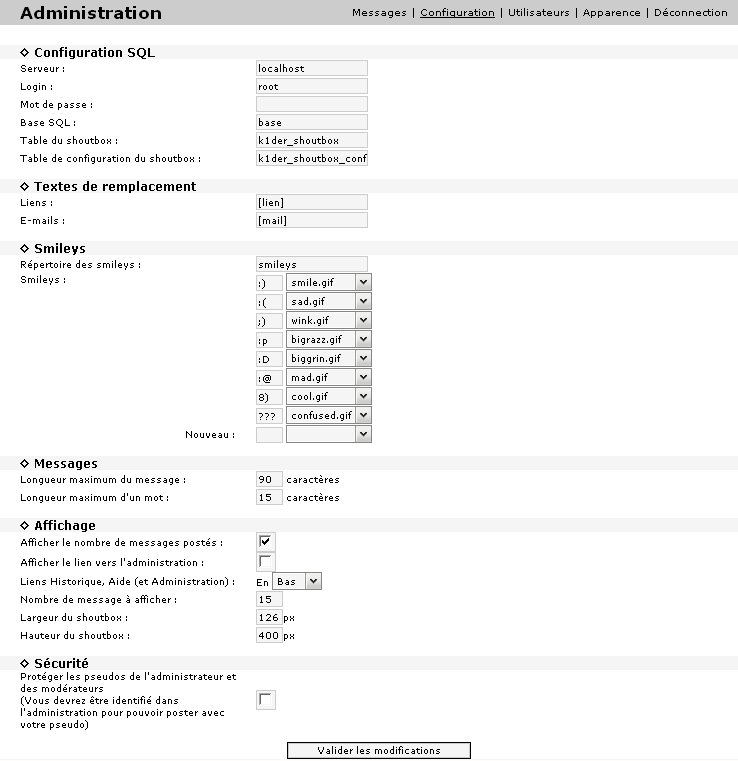 Administration
Messages | Configuration | Utilisateurs | Apparence | Déconnection
Configuration SQL
Serveur : localhost
Login : root
Mot de passe :
Base SQL : base
Table du shoutbox : k1der_shoutbox
Table de configuration du shoutbox : k1der_shoutbox_conf
Textes de remplacement
Liens : [lien]
E-mails : [mail]
Smileys
Répertoire des smileys : smileys
Smileys : :) smile.gif
:( sad.gif
;) wink.gif
:p bigrazz.gif
:D biggrin.gif
:@ mad.gif
8) cool.gif
??? confused.gif
Nouveau :
Messages
Longueur maximum du message : 90 caractères
Longueur maximum d'un mot : 15 caractères
Affichage
Afficher le nombre de messages postés :
Afficher le lien vers l'administration :
Liens Historique, Aide (et Administration) : En Bas
Nombre de message à afficher : 15
Largeur du shoutbox : 126 px
Hauteur du shoutbox : 400 px
Sécurité
Protéger les pseudos de l'administrateur et
des modérateurs
(Vous devrez être identifié dans
l'administration pour pouvoir poster avec
votre pseudo)
Valider les modifications